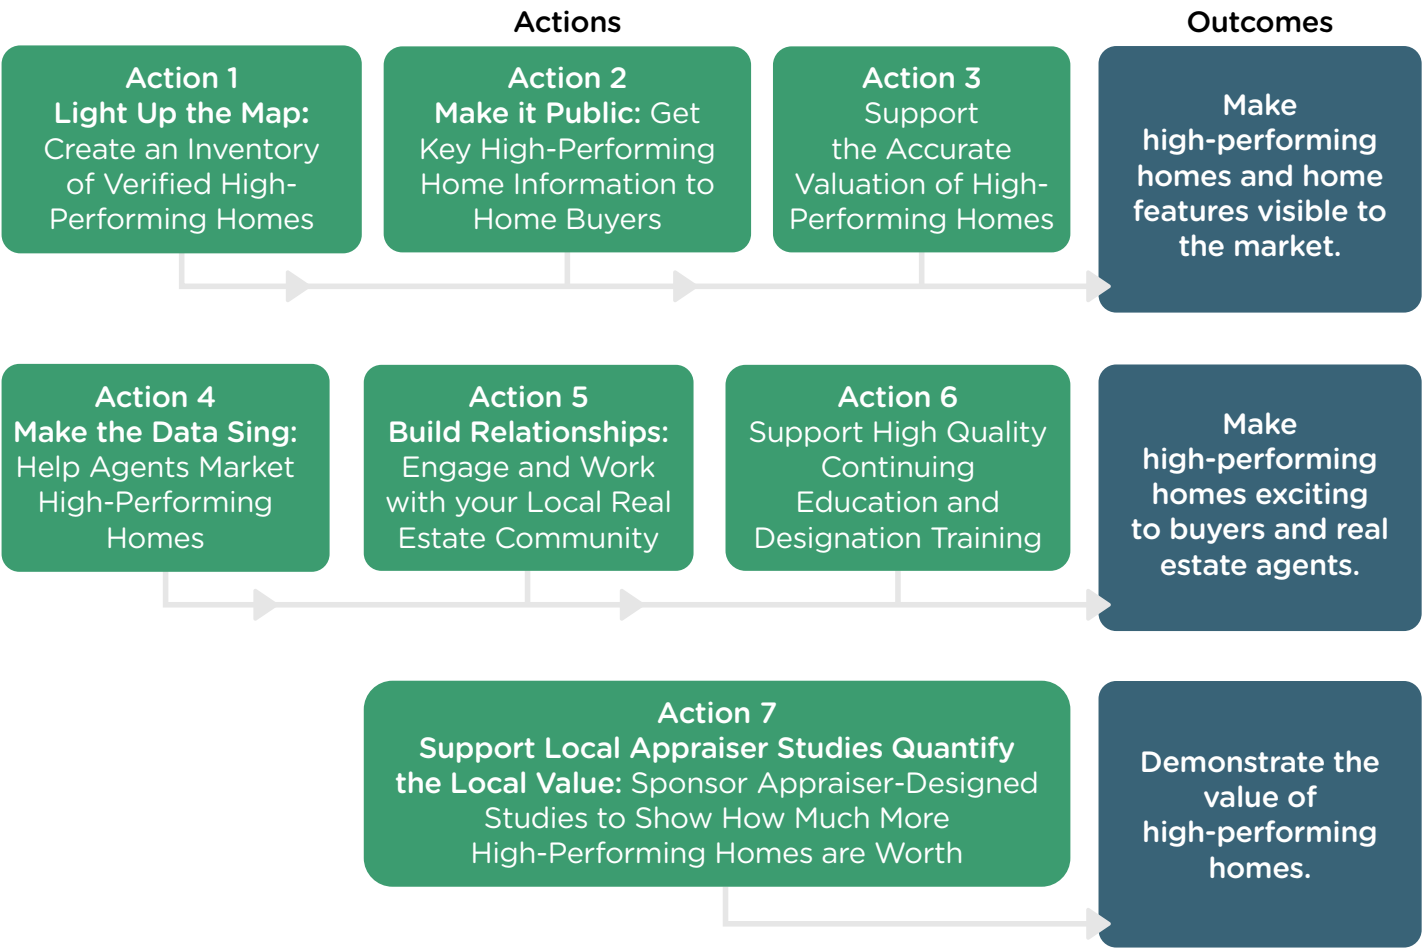 Actions
Outcomes
Action 1
Light Up the Map:
Create an Inventory
of Verified High-
Performing Homes
Action 2
Make it Public: Get
Key High-Performing
Home Information to
Home Buyers
Action 3
Support
the Accurate
Valuation of High-
Performing Homes
Make
high-performing
homes and home
features visible to
the market.
Action 4
Make the Data Sing:
Help Agents Market
High-Performing
Homes
Action 5
Build Relationships:
Engage and Work
with your Local Real
Estate Community
Action 6
Support High Quality
Continuing
Education and
Designation Training
Make
high-performing
homes exciting
to buyers and real
estate agents.
Action 7
Support Local Appraiser Studies Quantify
the Local Value: Sponsor Appraiser-Designed
Studies to Show How Much More
High-Performing Homes are Worth
Demonstrate the
value of
high-performing
homes.